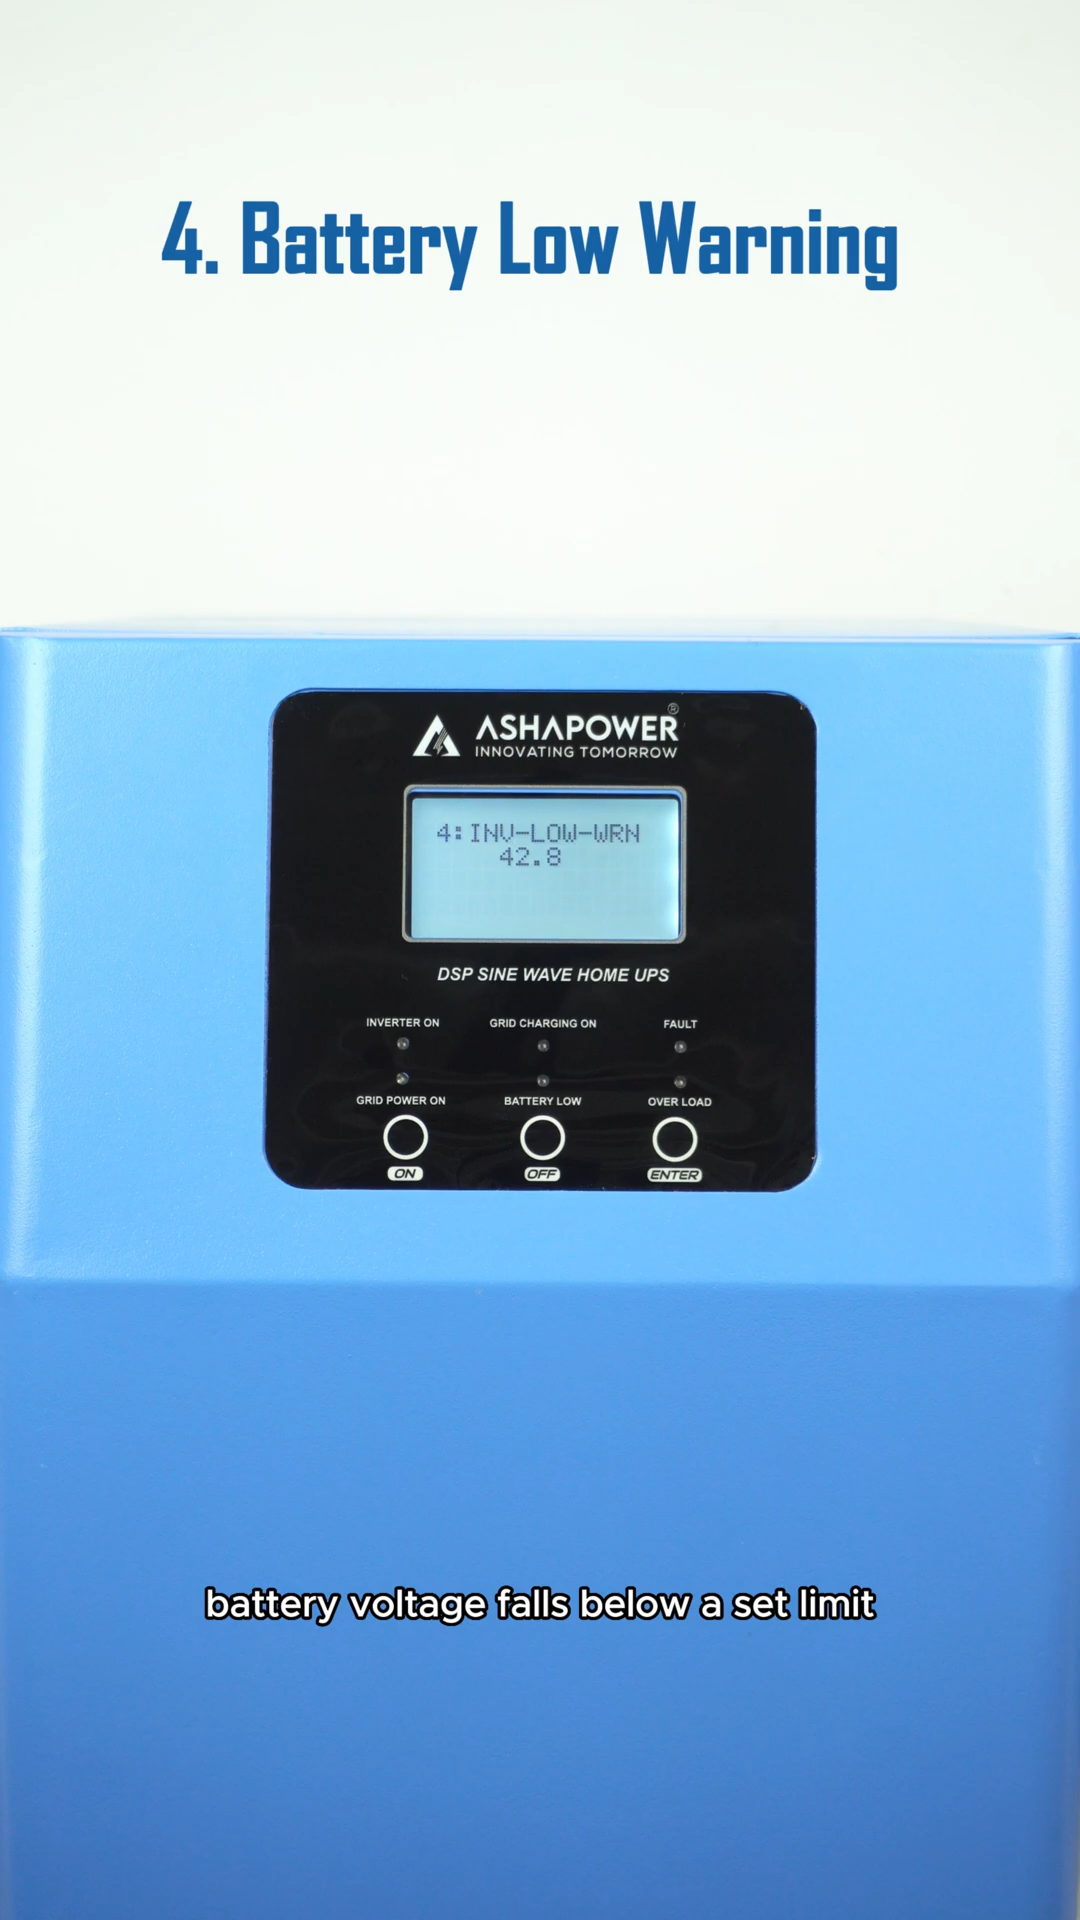 4. Battery Low Warning
ASHAPOWER®
INNOVATING TOMORROW
4:INV-LOW-WRN
42.8
DSP SINE WAVE HOME UPS
INVERTER ON GRID CHARGING ON FAULT
GRID POWER ON BATTERY LOW OVER LOAD
ON OFF ENTER
battery voltage falls below a set limit